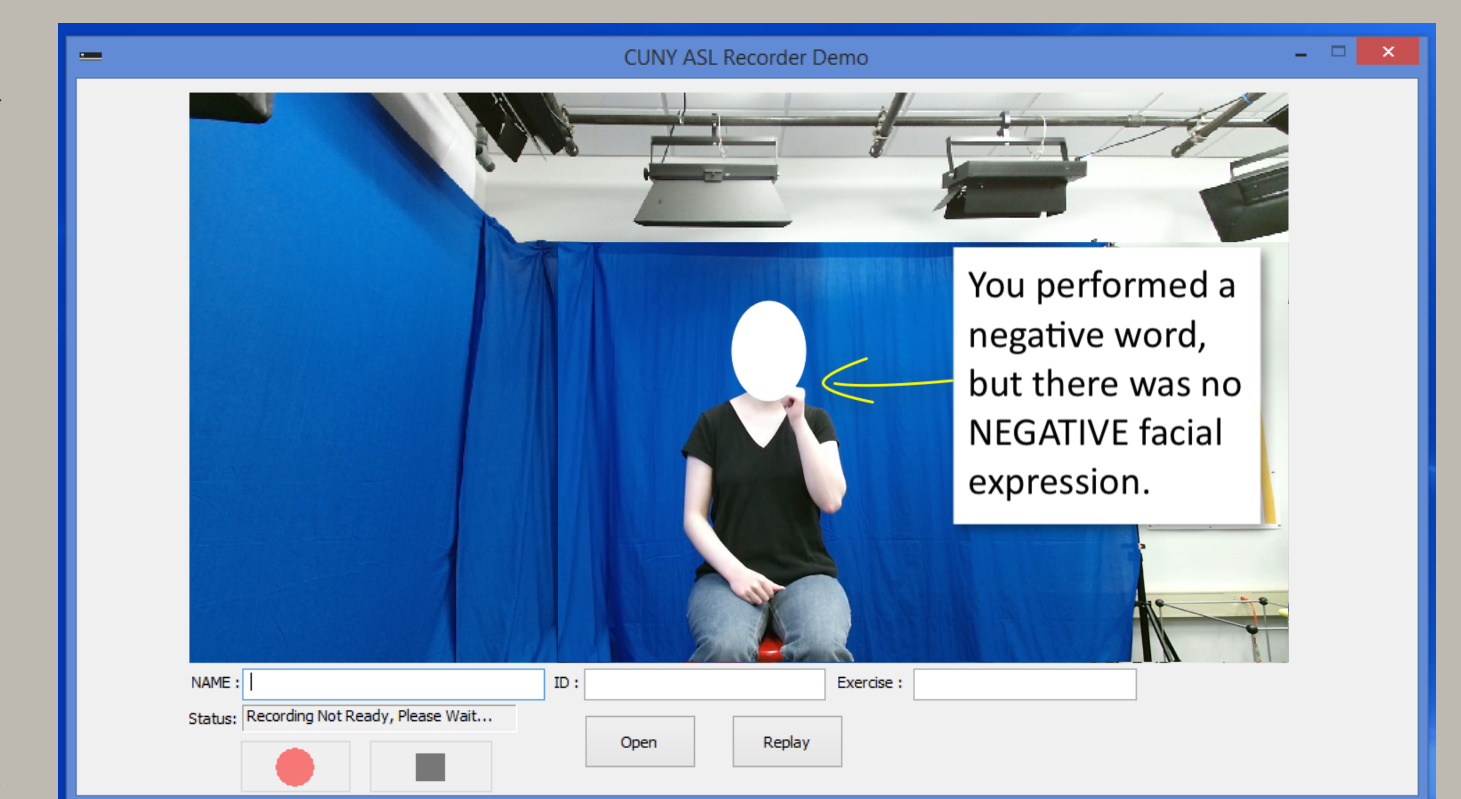 CUNY ASL Recorder Demo
You performed a
negative word,
but there was no
NEGATIVE facial
expression.
NAME : ID : Exercise :
Status: Recording Not Ready, Please Wait...
Open Replay